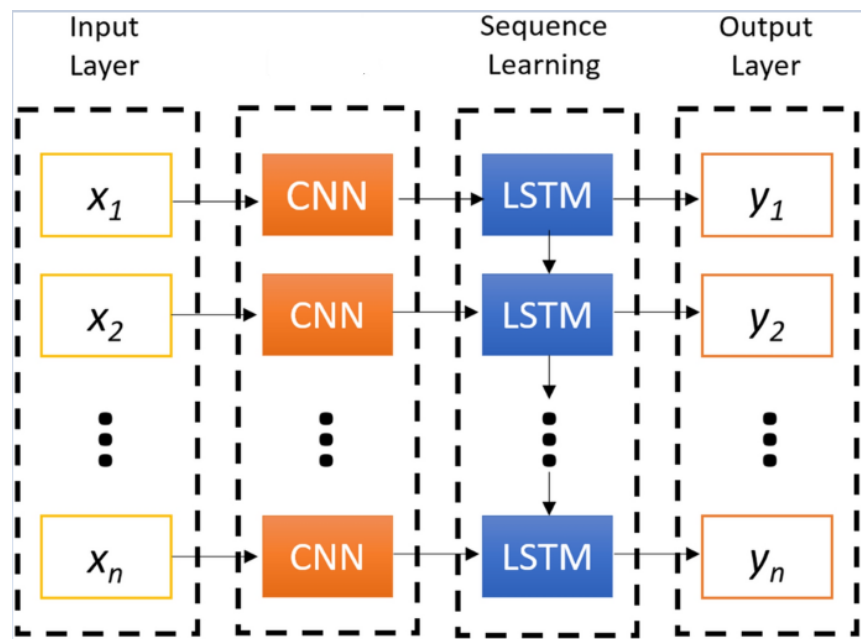 Input
Layer
Sequence
Learning
Output
Layer
x1
CNN
LSTM
y1
x2
CNN
LSTM
y2
xn
CNN
LSTM
yn